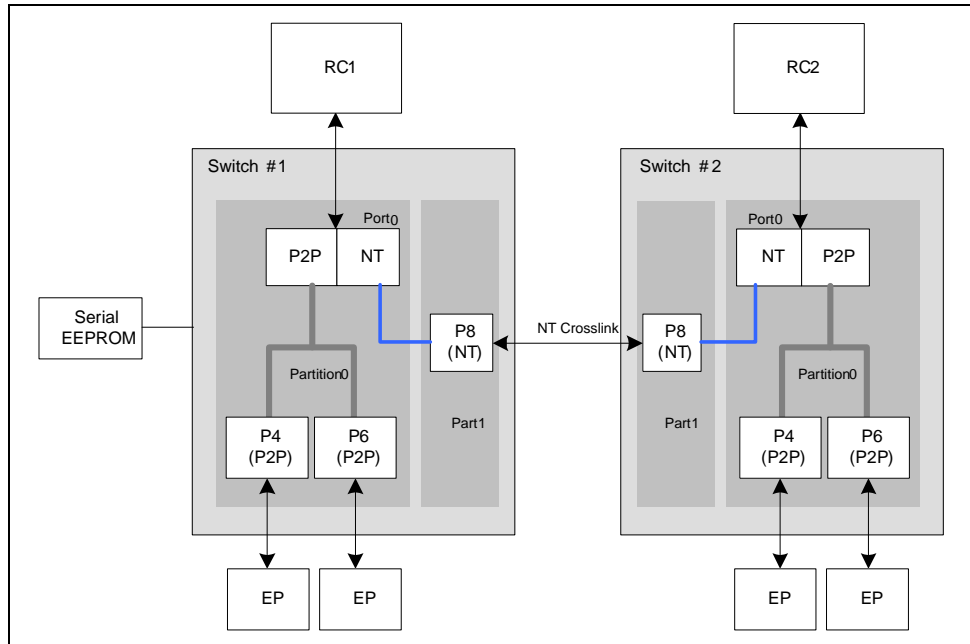 RC1
RC2
Switch #1
Switch #2
Port0
Port0
P2P
NT
NT
P2P
Serial
EEPROM
P8
(NT)
NT Crosslink
P8
(NT)
Partition0
Partition0
Part1
Part1
P4
(P2P)
P6
(P2P)
P4
(P2P)
P6
(P2P)
EP
EP
EP
EP